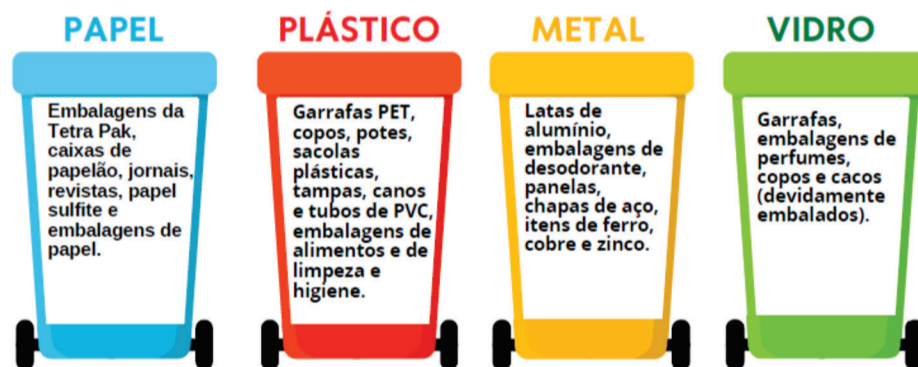 PAPEL
Embalagens da
Tetra Pak,
caixas de
papelão, jornais,
revistas, papel
sulfite e
embalagens de
papel.
PLÁSTICO
Garrafas PET,
copos, potes,
sacolas
plásticas,
tampas, canos
e tubos de PVC,
embalagens de
alimentos e de
limpeza e
higiene.
METAL
Latas de
alumínio,
embalagens de
desodorante,
panelas,
chapas de aço,
itens de ferro,
cobre e zinco.
VIDRO
Garrafas,
embalagens de
perfumes,
copos e cacos
(devidamente
embalados).